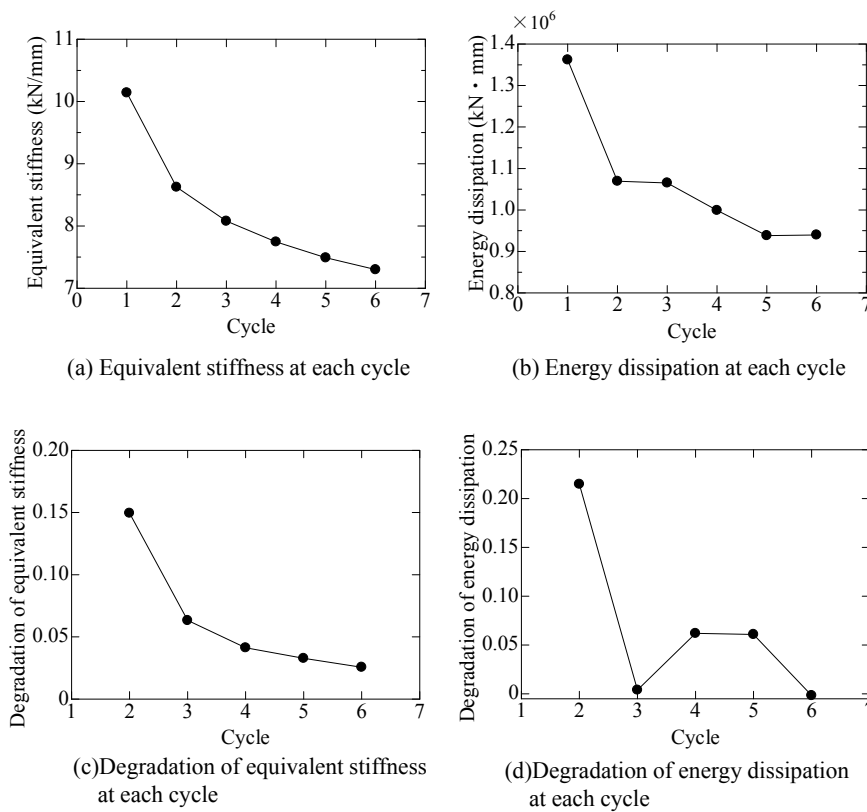 Equivalent stiffness (kN/mm)
11
10
9
8
7
0 1 2 3 4 5 6 7
Cycle
(a) Equivalent stiffness at each cycle
×10⁶
Energy dissipation (kN・mm)
1.4
1.3
1.2
1.1
1.0
0.9
0.8
0 1 2 3 4 5 6 7
Cycle
(b) Energy dissipation at each cycle
Degradation of equivalent stiffness
0.20
0.15
0.10
0.05
0
1 2 3 4 5 6 7
Cycle
(c)Degradation of equivalent stiffness
at each cycle
Degradation of energy dissipation
0.25
0.20
0.25
0.10
0.05
0
1 2 3 4 5 6 7
Cycle
(d)Degradation of energy dissipation
at each cycle